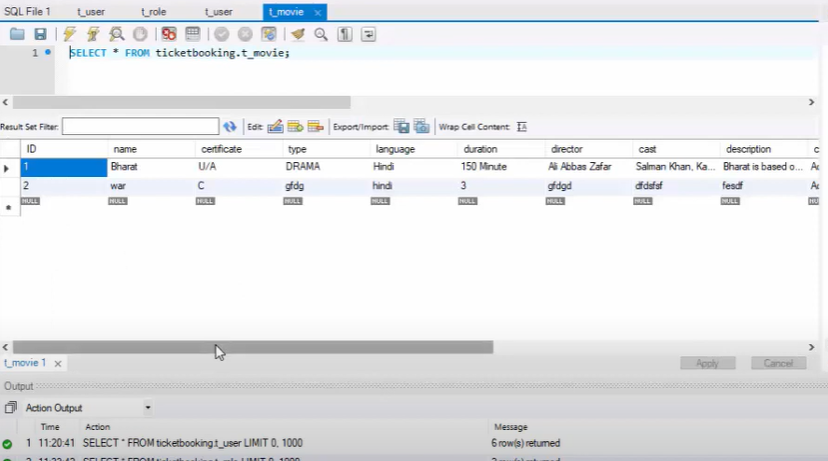 SQL File 1 t_user t_role t_user t_movie
1 SELECT * FROM ticketbooking.t_movie;
Result Set Filter: Edit: Export/Import: Wrap Cell Content:
ID name certificate type language duration director cast description c
1 Bharat U/A DRAMA Hindi 150 Minute Ali Abbas Zafar Salman Khan, Ka... Bharat is based o... Ac
2 war C gfdg hindi 3 gfdgd dfdsfsf fesdf Ac
NULL NULL NULL NULL NULL NULL NULL NULL NULL
t_movie 1 Apply Cancel
Output
Action Output
Time Action Message
1 11:20:41 SELECT * FROM ticketbooking.t_user LIMIT 0, 1000 6 row(s) returned